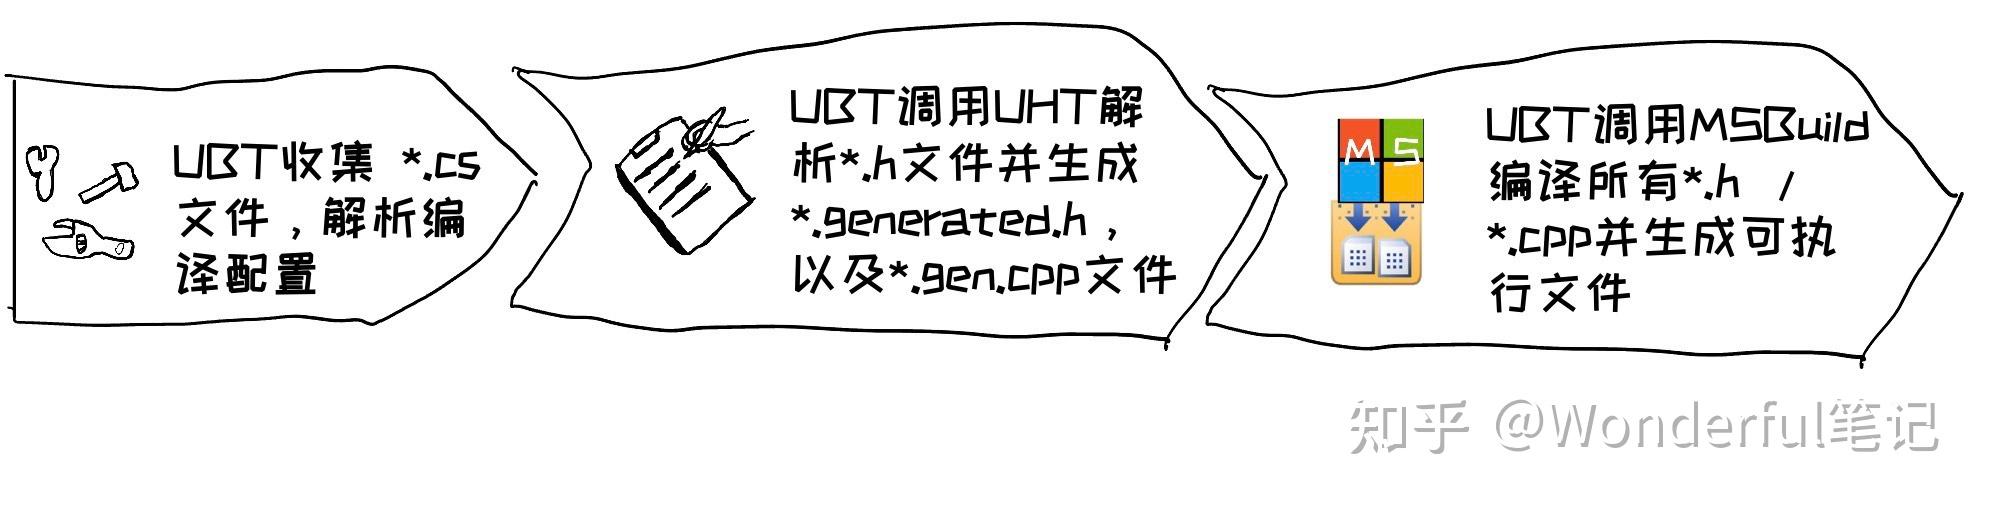 UBT收集 *.cs
文件，解析编
译配置
UBT调用UHT解
析*.h文件并生成
*.generated.h，
以及*.gen.cpp文件
MS
UBT调用MSBuild
编译所有*.h /
*.cpp并生成可执
行文件
知乎 @Wonderful笔记